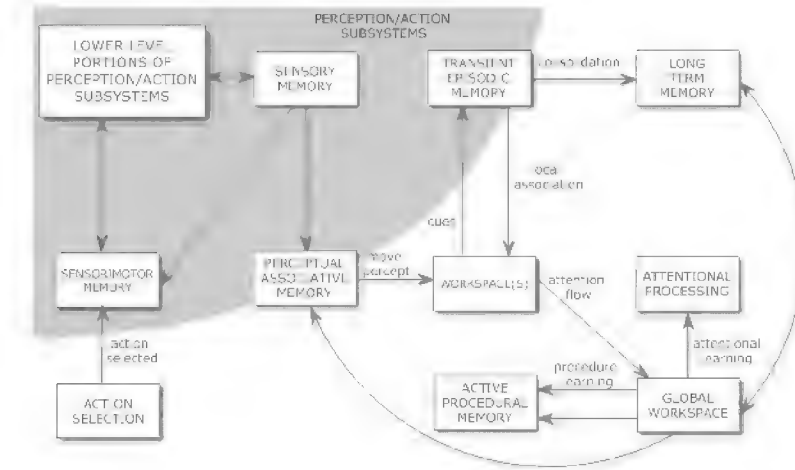 PERCEPTION/ACTION
SUBSYSTEMS
LOWER LEVEL
PORTIONS OF
PERCEPTION/ACTION
SUBSYSTEMS
SENSORY
MEMORY
TRANSIENT
EPISODIC
MEMORY
consolidation
LONG
TERM
MEMORY
local
association
cues
SENSORIMOTOR
MEMORY
PERCEPTUAL
ASSOCIATIVE
MEMORY
move
percept
WORKSPACE(S)
attention
flow
ATTENTIONAL
PROCESSING
action
selected
attentional
learning
procedure
learning
ACTION
SELECTION
ACTIVE
PROCEDURAL
MEMORY
GLOBAL
WORKSPACE